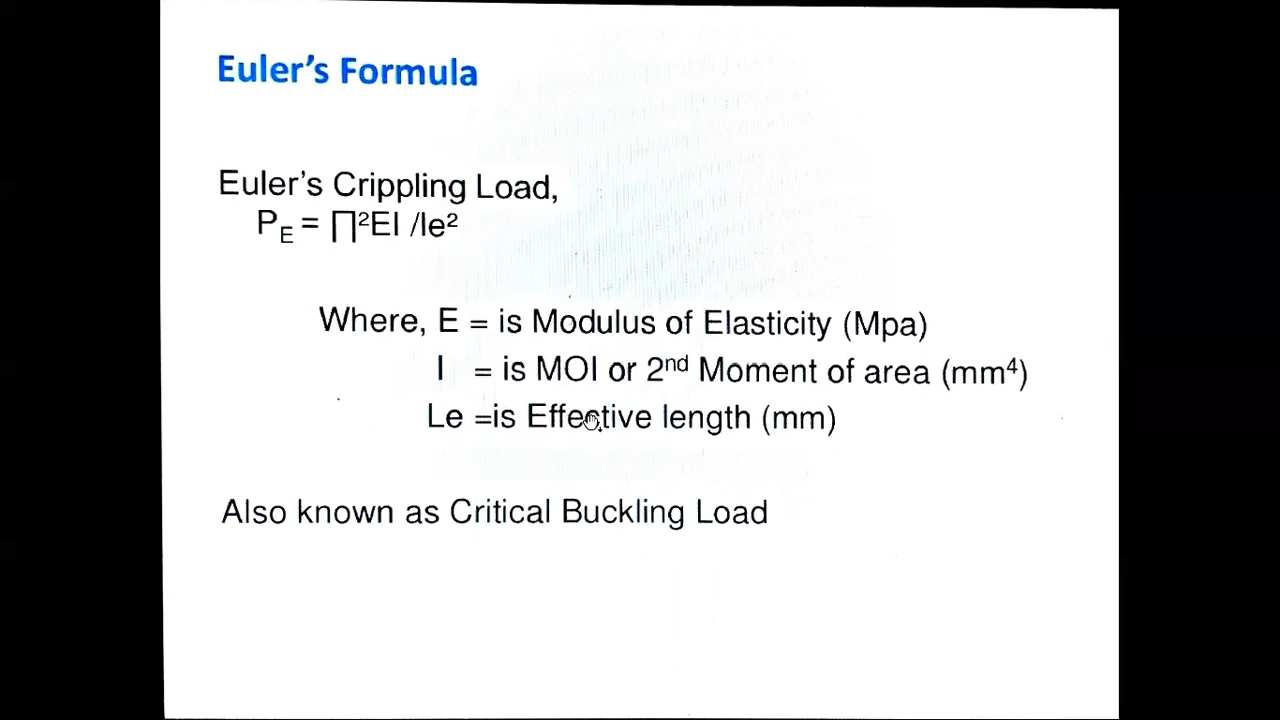 Euler's Formula
Euler's Crippling Load,
P_E = ∏²EI /le²
Where, E = is Modulus of Elasticity (Mpa)
I = is MOI or 2nd Moment of area (mm⁴)
Le =is Effective length (mm)
Also known as Critical Buckling Load